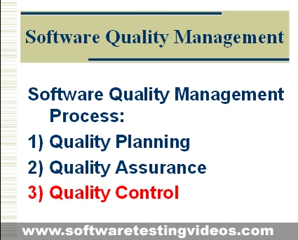 Software Quality Management
Software Quality Management
Process:
1) Quality Planning
2) Quality Assurance
3) Quality Control
www.softwaretestingvideos.com